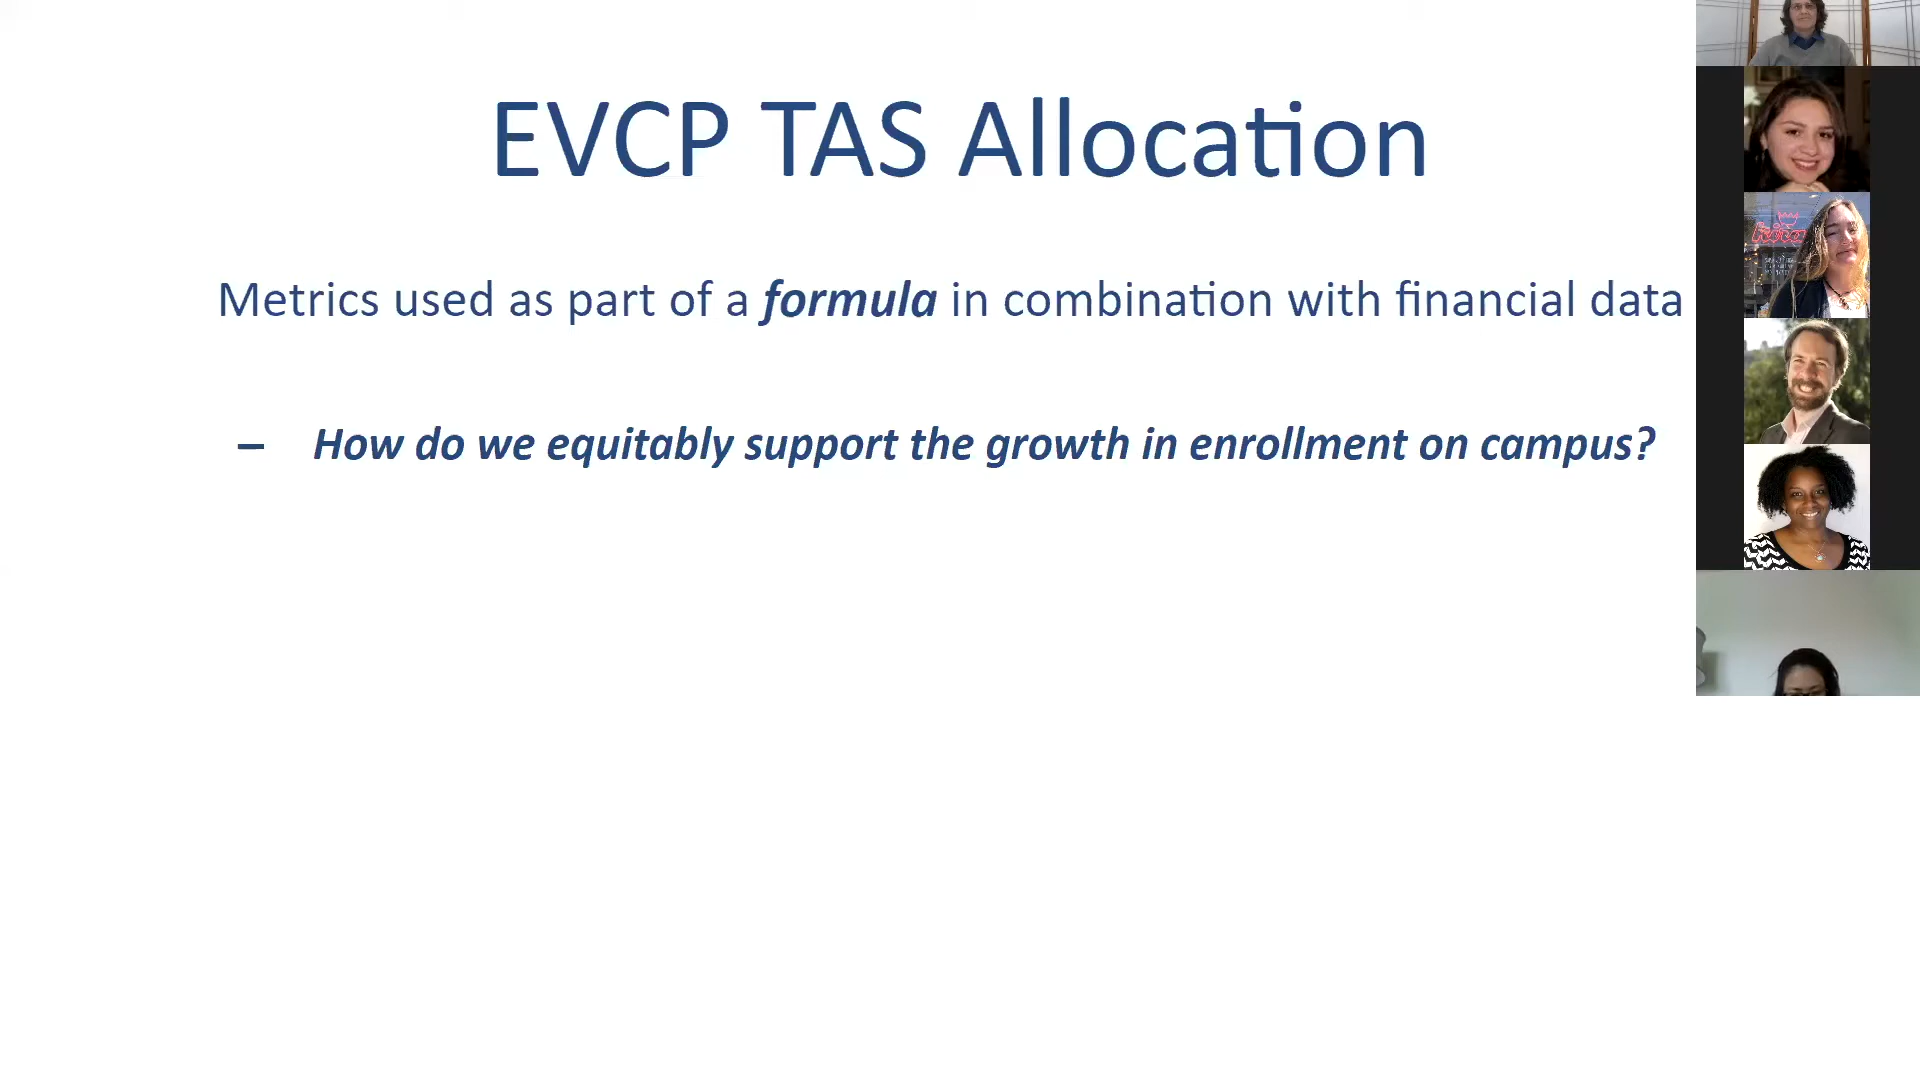 EVCP TAS Allocation
Metrics used as part of a formula in combination with financial data
– How do we equitably support the growth in enrollment on campus?